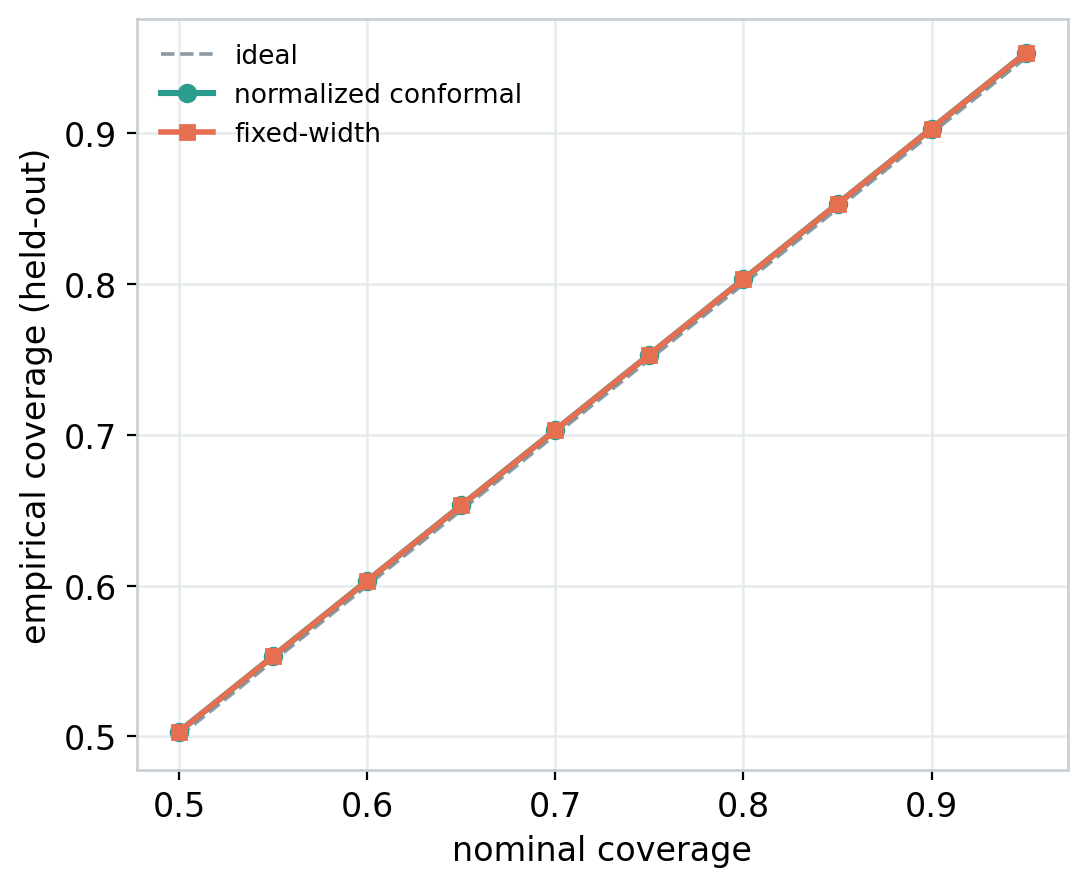 ideal
normalized conformal
fixed-width
empirical coverage (held-out)
0.9
0.8
0.7
0.6
0.5
0.5 0.6 0.7 0.8 0.9
nominal coverage